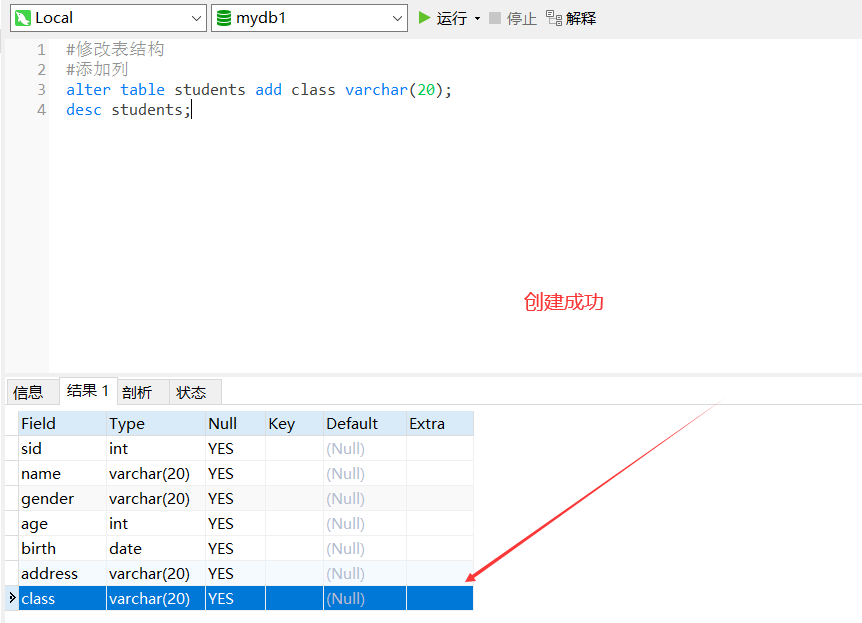 Local mydb1 运行 停止 解释
1 #修改表结构
2 #添加列
3 alter table students add class varchar(20);
4 desc students;
创建成功
信息 结果 1 剖析 状态
Field Type Null Key Default Extra
sid int YES (Null)
name varchar(20) YES (Null)
gender varchar(20) YES (Null)
age int YES (Null)
birth date YES (Null)
address varchar(20) YES (Null)
class varchar(20) YES (Null)